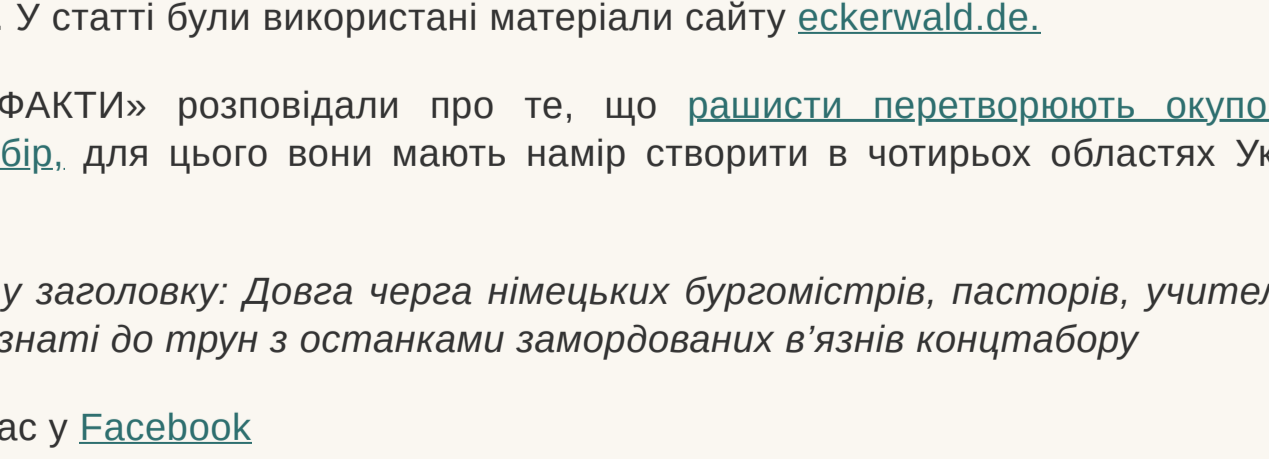 . У статті були використані матеріали сайту eckerwald.de.
ФАКТИ» розповідали про те, що рашисти перетворюють окупо
бір, для цього вони мають намір створити в чотирьох областях Ук
у заголовку: Довга черга німецьких бургомістрів, пасторів, учител
знаті до трун з останками замордованих в’язнів концтабору
ас у Facebook